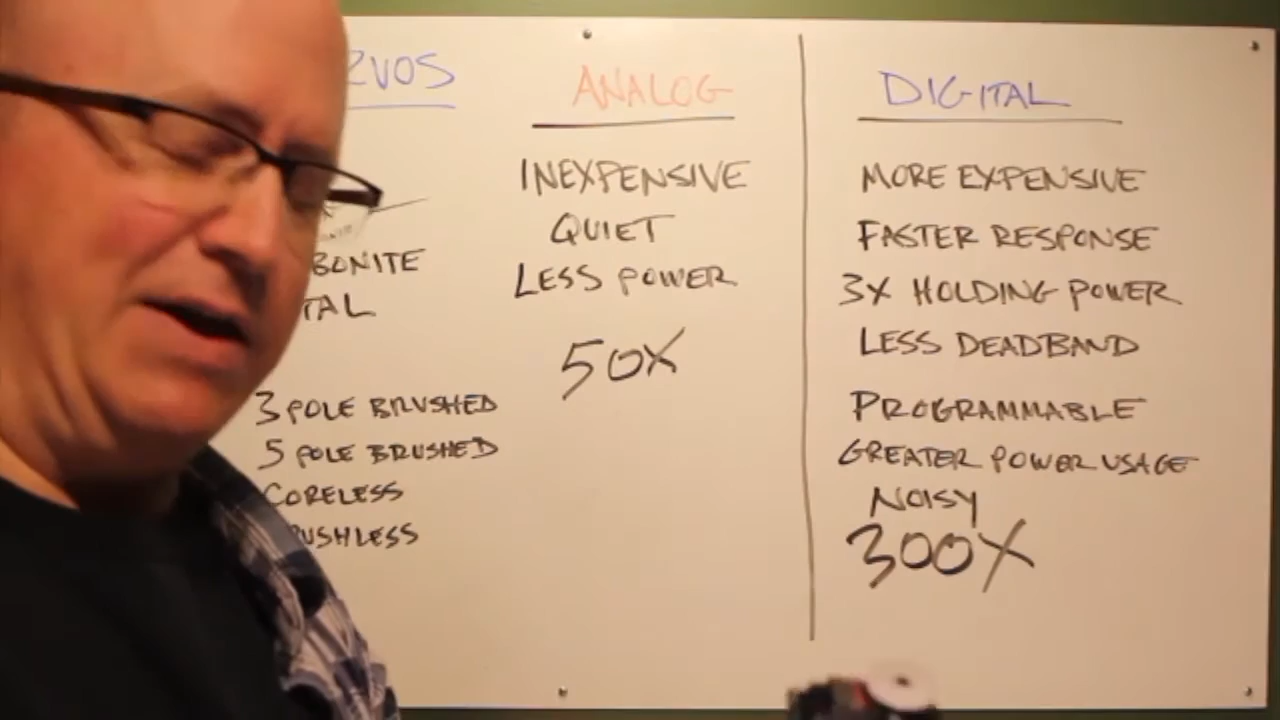 RVOS
BONITE
TAL
3 POLE BRUSHED
5 POLE BRUSHED
CORELESS
USHLESS
ANALOG
INEXPENSIVE
QUIET
LESS POWER
50X
DIGITAL
MORE EXPENSIVE
FASTER RESPONSE
3X HOLDING POWER
LESS DEADBAND
PROGRAMMABLE
GREATER POWER USAGE
NOISY
300X